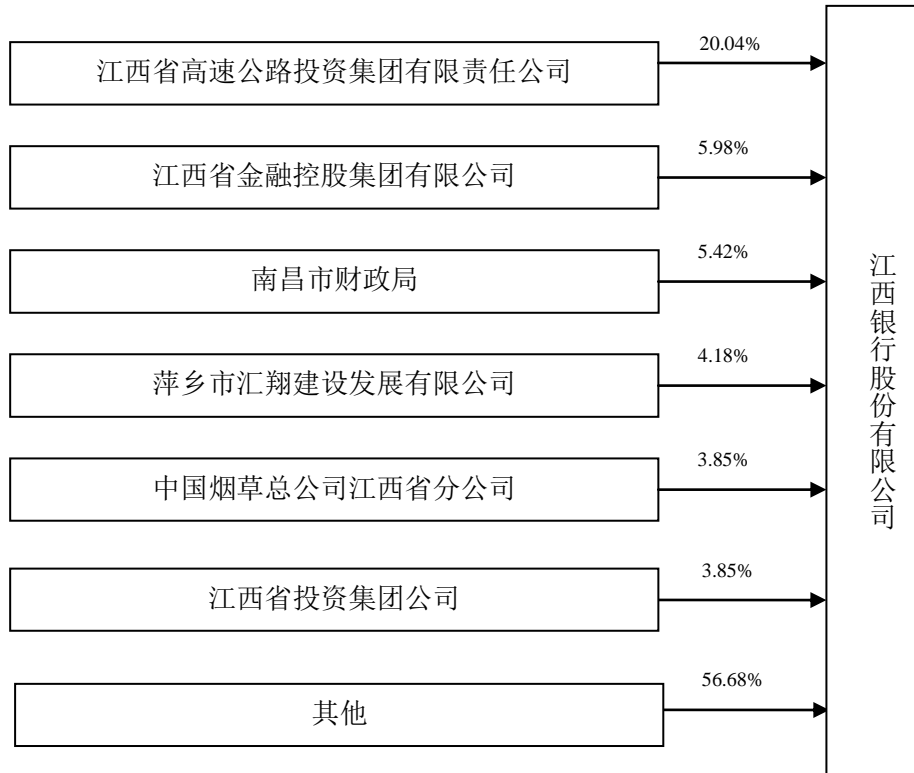 20.04%
江西省高速公路投资集团有限责任公司
5.98%
江西省金融控股集团有限公司
5.42%
南昌市财政局
4.18%
萍乡市汇翔建设发展有限公司
3.85%
中国烟草总公司江西省分公司
3.85%
江西省投资集团公司
56.68%
其他
江西银行股份有限公司